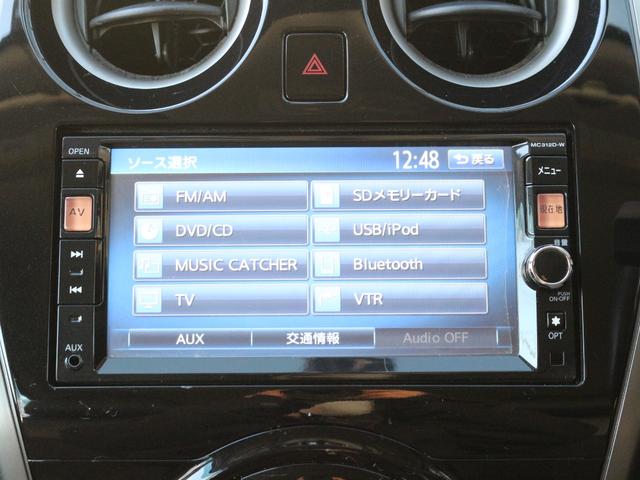 OPEN
MC312D-W
ソース選択 12:48 戻る
メニュー
FM/AM SDメモリーカード
AV
現在地
DVD/CD USB/iPod
音量
MUSIC CATCHER Bluetooth
TV VTR
PUSH
ON-OFF
AUX 交通情報 Audio OFF
AUX
OPT